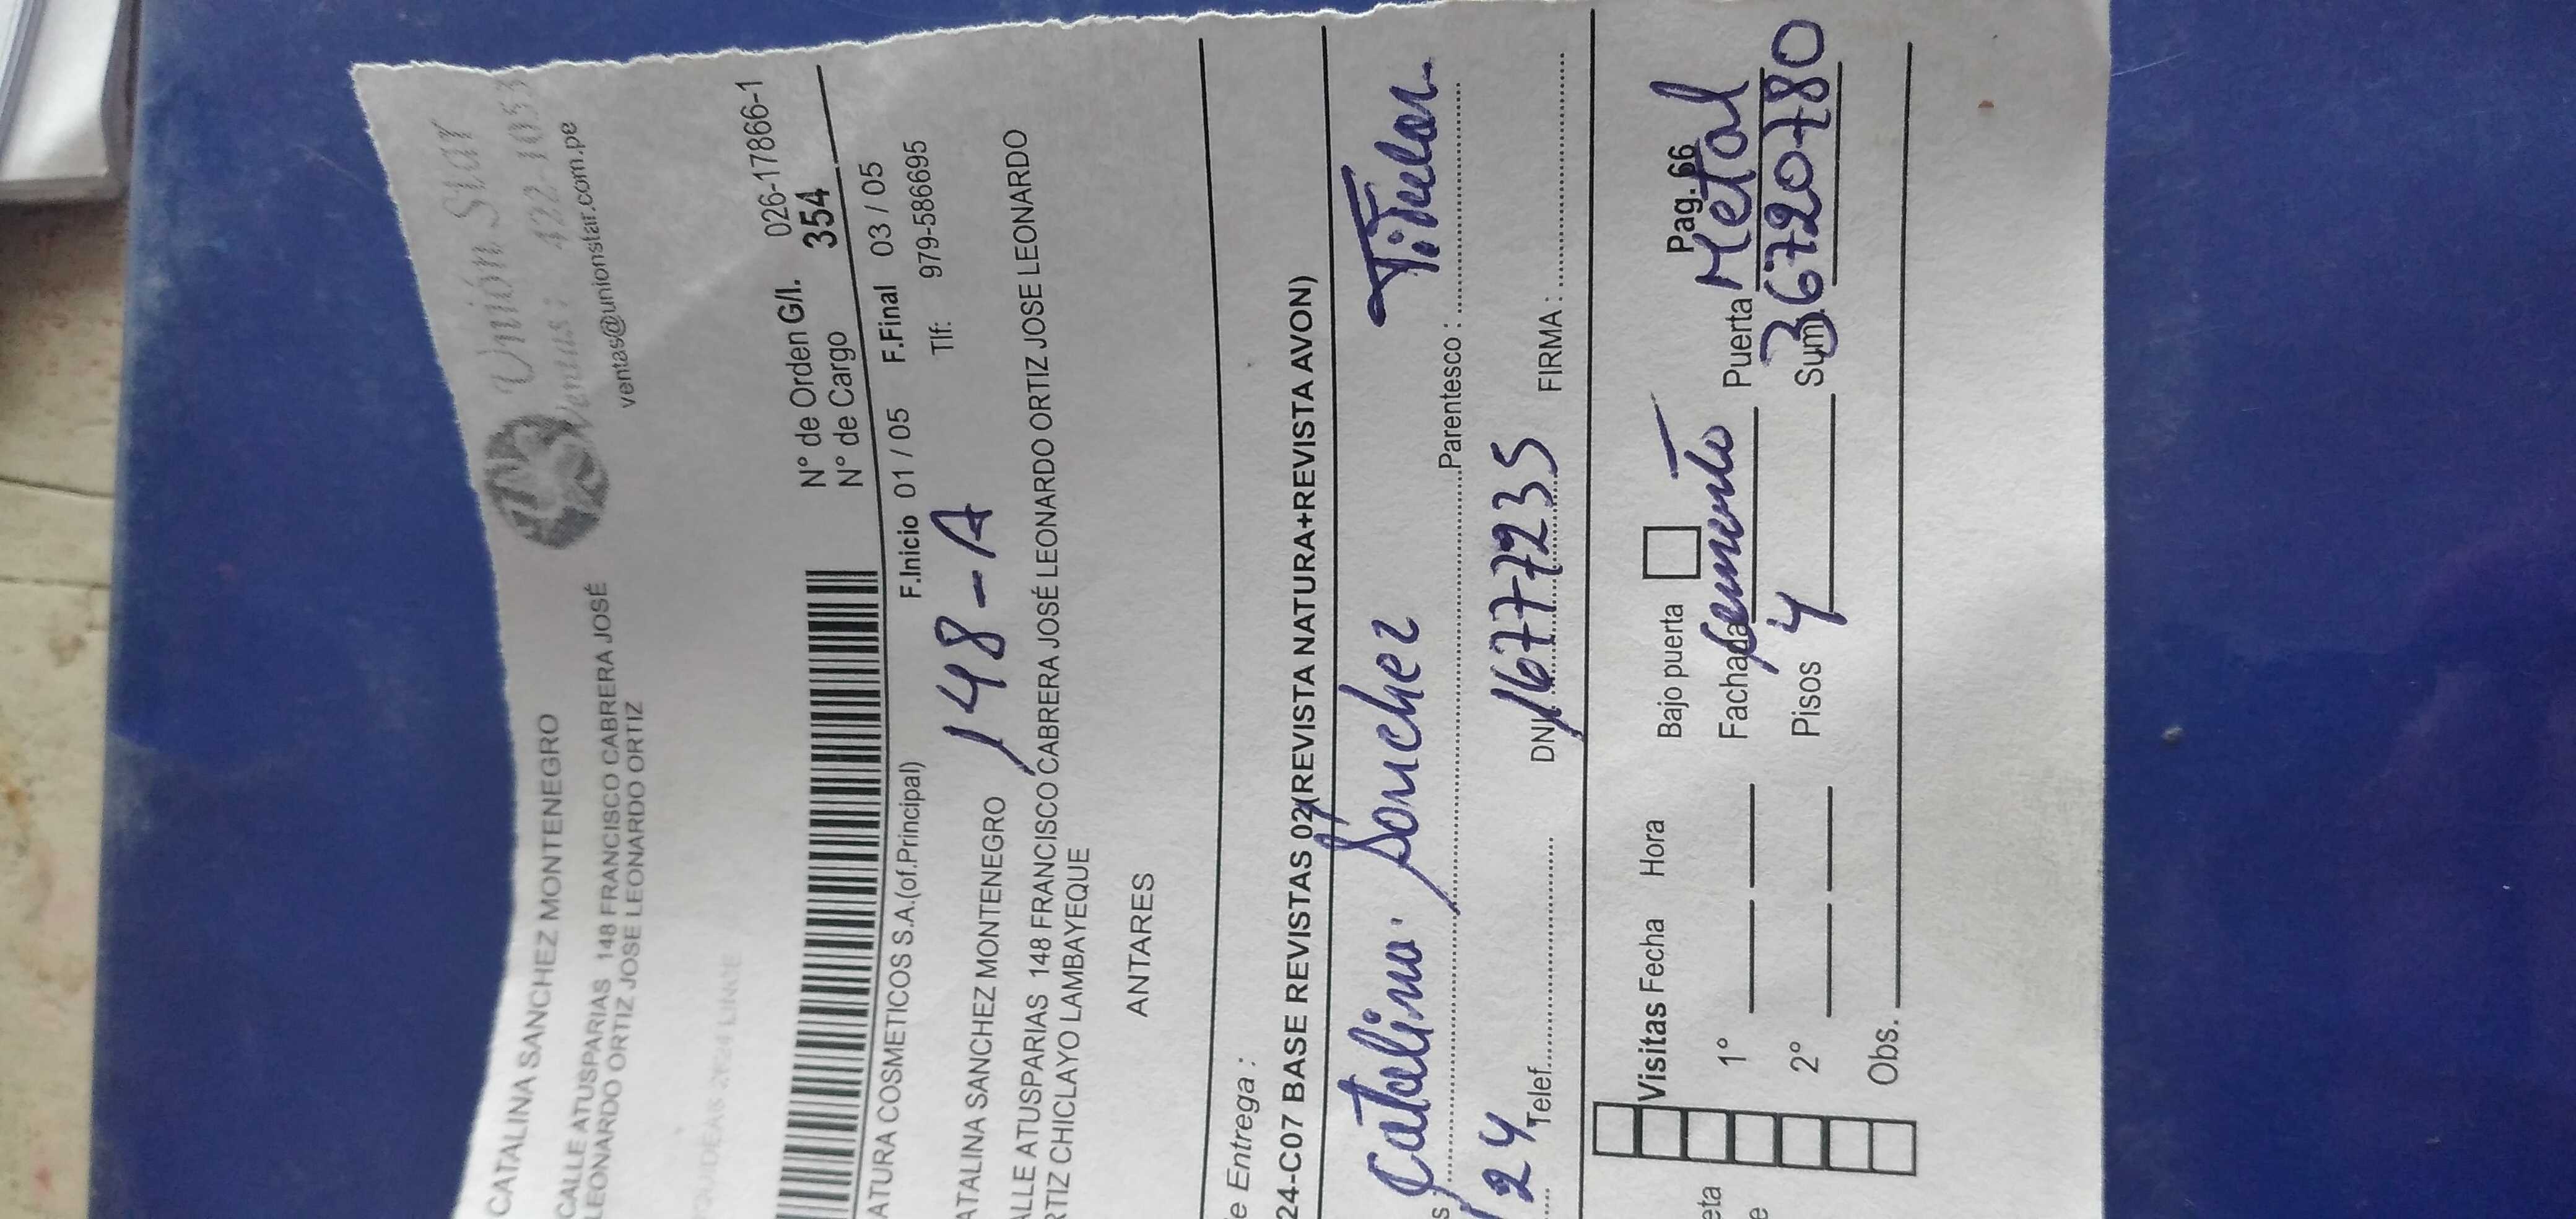 Unión Star
Ventas: 422-1053
ventas@unionstar.com.pe
CATALINA SANCHEZ MONTENEGRO
CALLE ATUSPARIAS 148 FRANCISCO CABRERA JOSÉ
LEONARDO ORTIZ JOSE LEONARDO ORTIZ
N° de Orden G/I. 026-17866-1
N° de Cargo 354
ATURA COSMETICOS S.A.(of.Principal) F.Inicio 01 / 05 F.Final 03 / 05
148-A Tlf: 979-586695
ATALINA SANCHEZ MONTENEGRO
ALLE ATUSPARIAS 148 FRANCISCO CABRERA JOSÉ LEONARDO ORTIZ JOSE LEONARDO
RTIZ CHICLAYO LAMBAYEQUE
ANTARES
e Entrega :
24-C07 BASE REVISTAS 02(REVISTA NATURA+REVISTA AVON)
s Catalina Sanchez Parentesco : Titular
/ 24 Telef. DNI 16777235 FIRMA :
Visitas Fecha Hora Bajo puerta Pag. 66
eta 1° Fachada Cemento Puerta Metal
e 2° Pisos 4 Sum. 36720780
Obs.